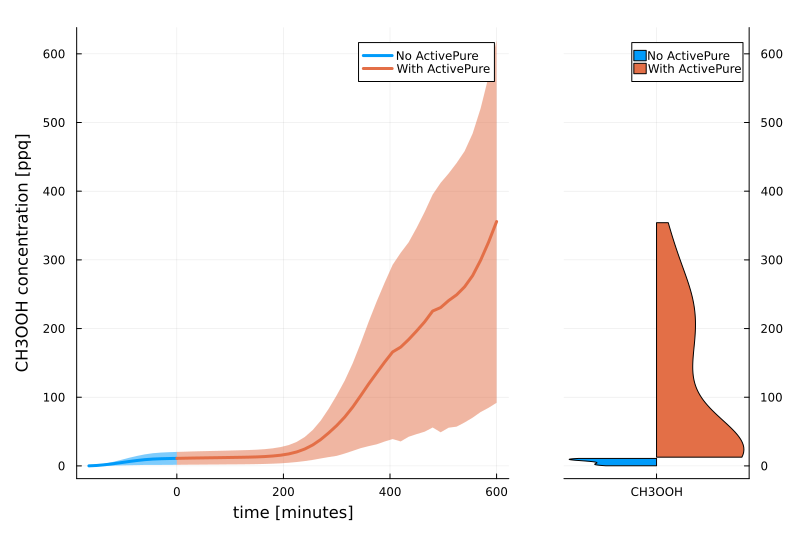 CH3OOH concentration [ppq]
600
500
400
300
200
100
0
0
200
400
600
time [minutes]
No ActivePure
With ActivePure
No ActivePure
With ActivePure
600
500
400
300
200
100
0
CH3OOH